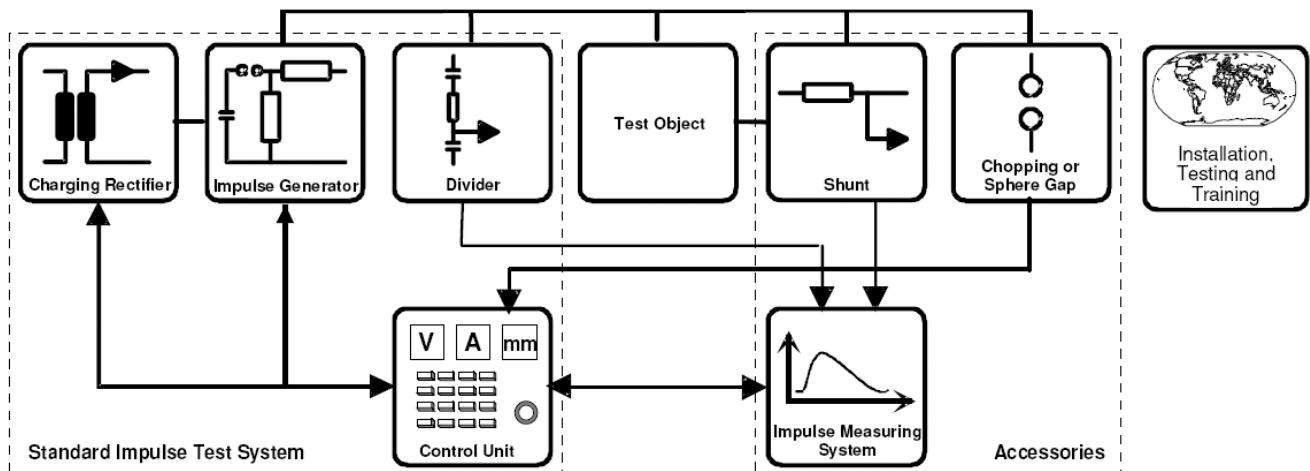 Charging Rectifier
Impulse Generator
Divider
Test Object
Shunt
Chopping or
Sphere Gap
Installation,
Testing and
Training
V A mm
Control Unit
Impulse Measuring
System
Standard Impulse Test System
Accessories